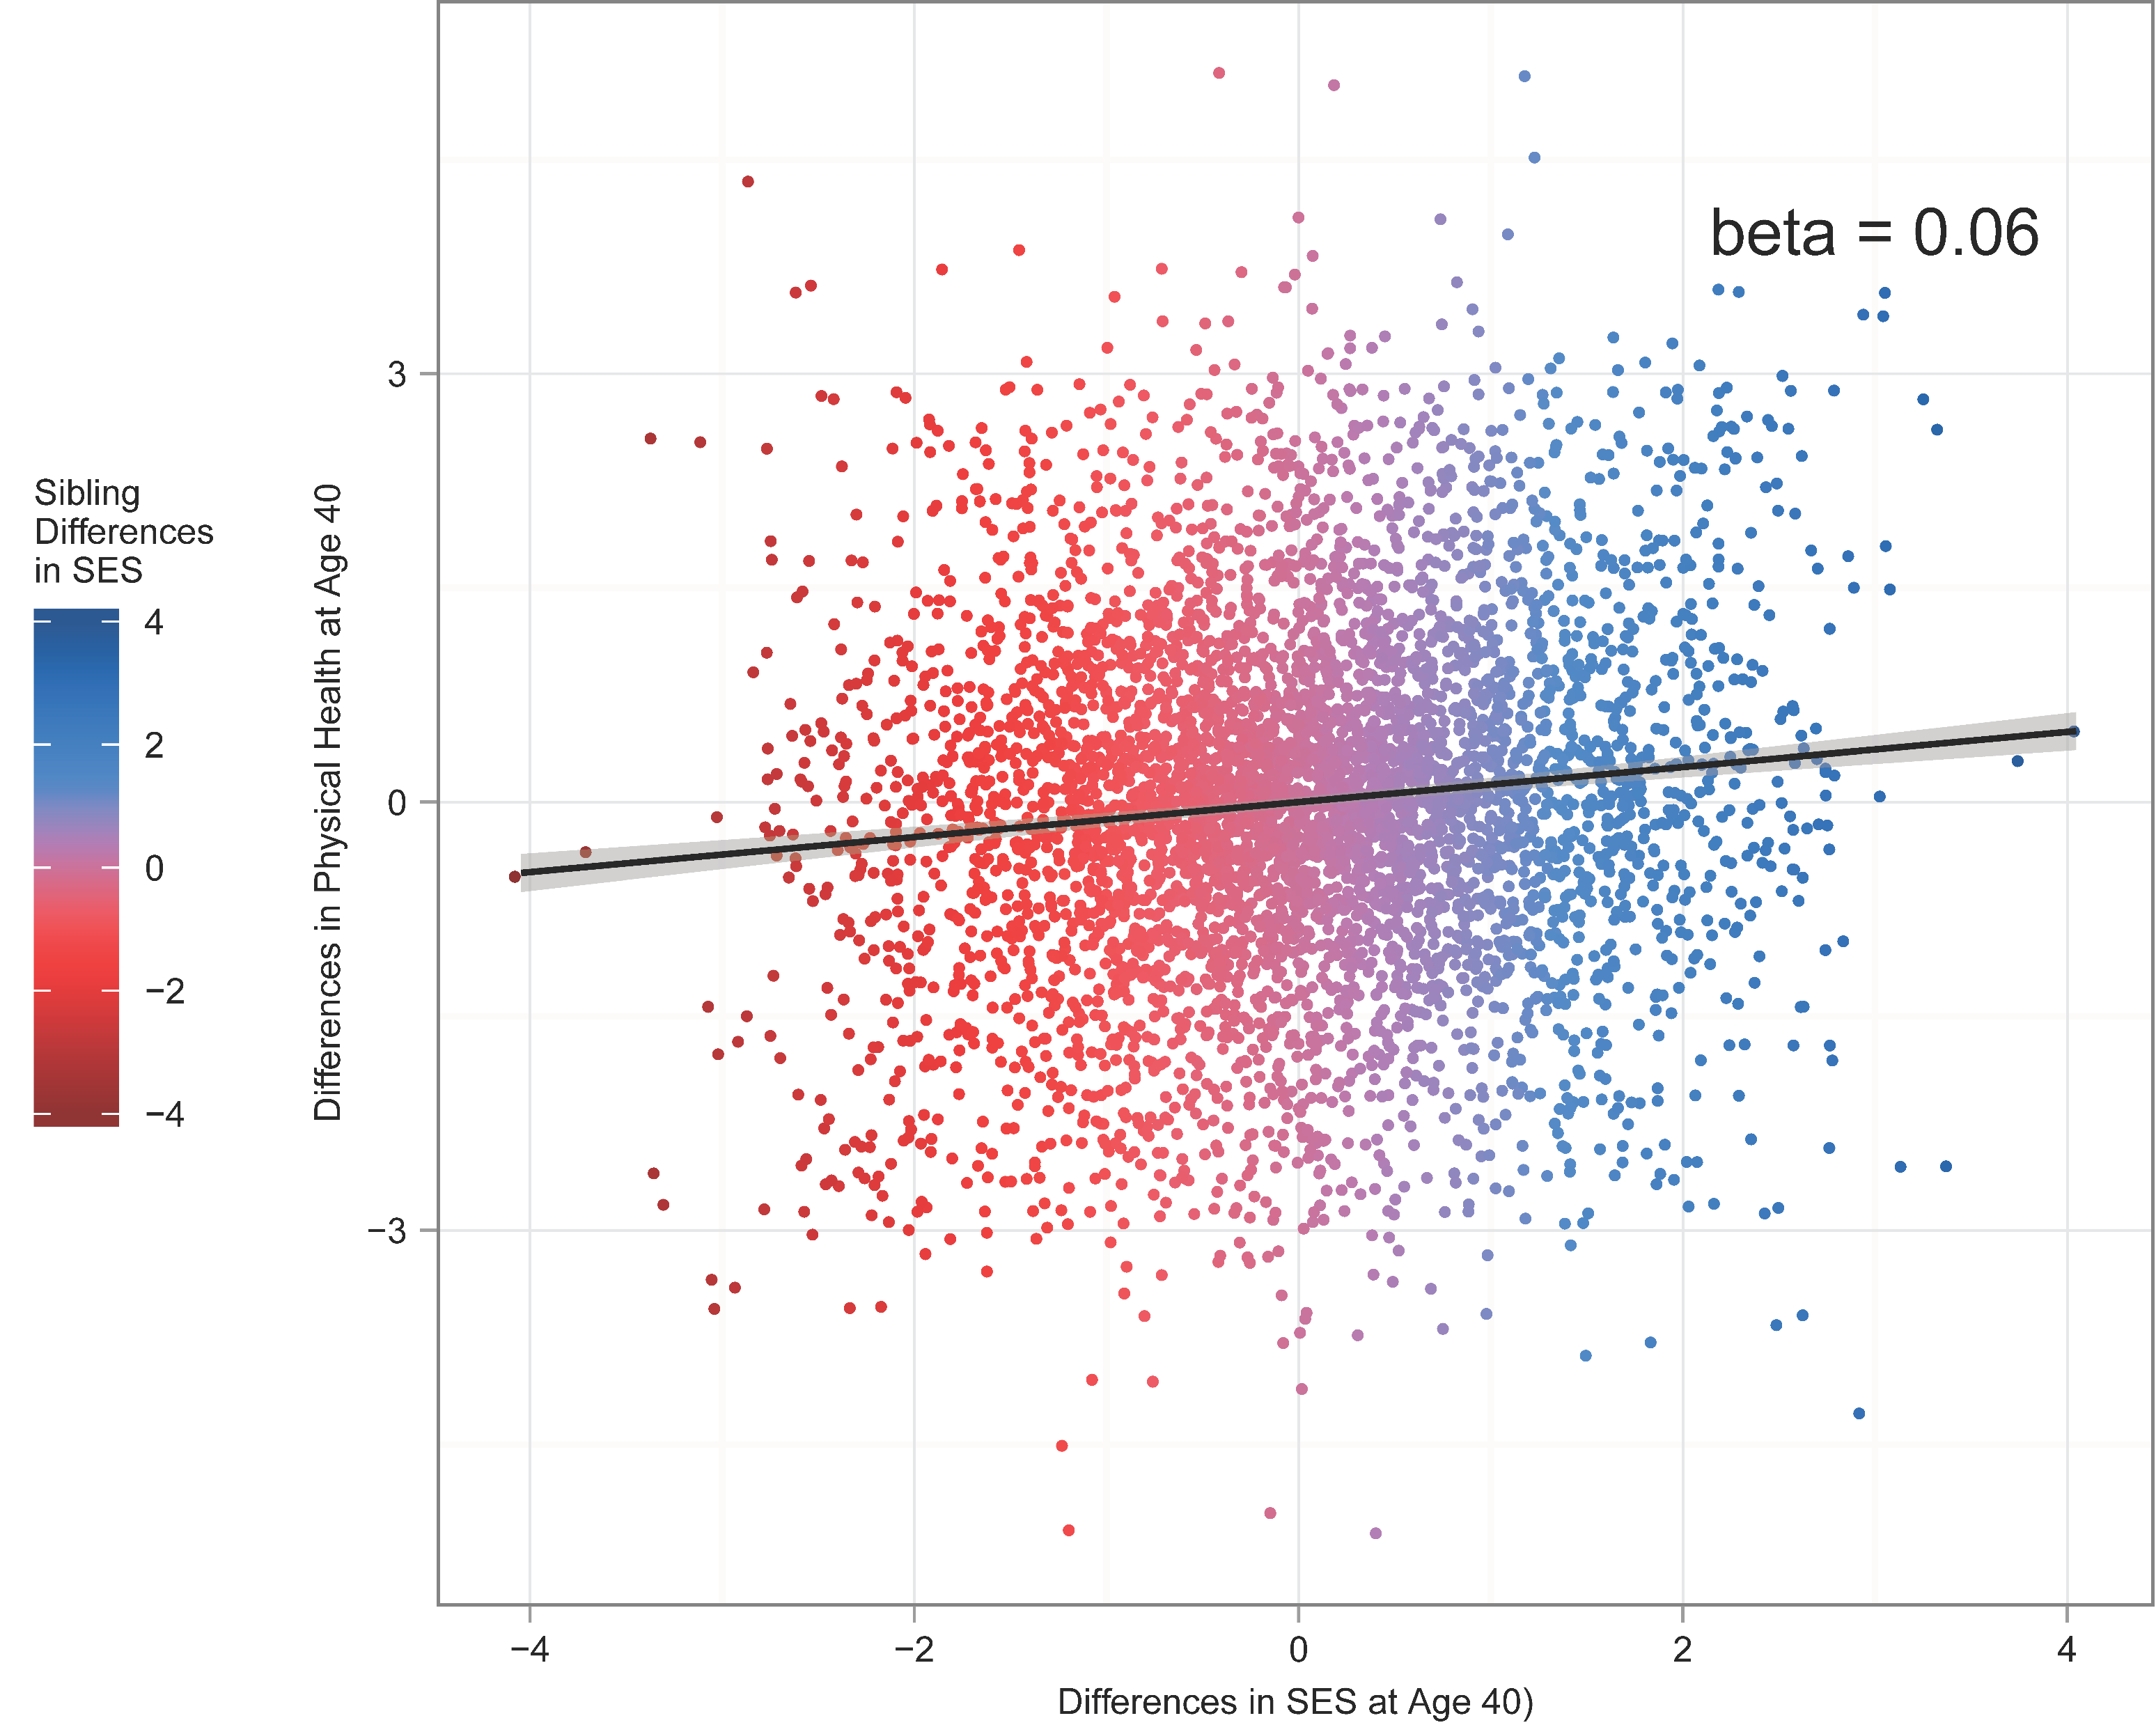 beta = 0.06
Sibling
Differences
in SES
4
2
0
−2
−4
Differences in Physical Health at Age 40
3
0
−3
−4
−2
0
2
4
Differences in SES at Age 40)